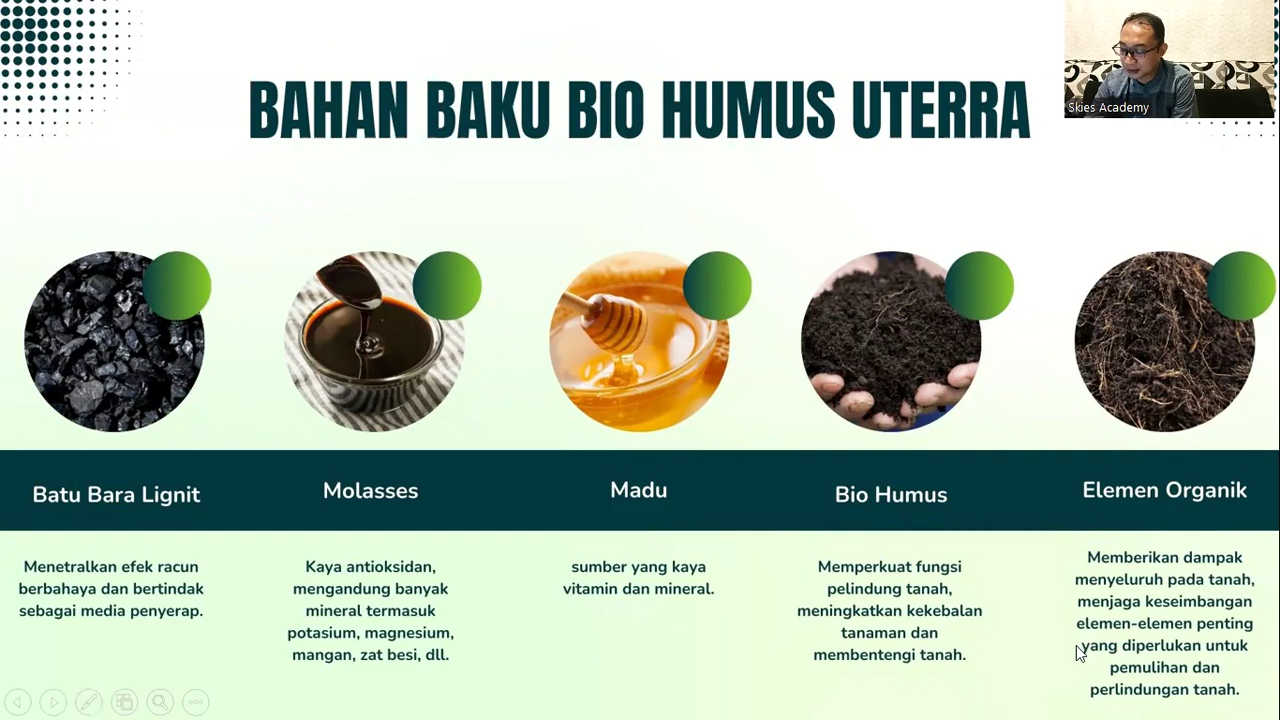 BAHAN BAKU BIO HUMUS UTERRA
Skies Academy
Batu Bara Lignit
Menetralkan efek racun
berbahaya dan bertindak
sebagai media penyerap.
Molasses
Kaya antioksidan,
mengandung banyak
mineral termasuk
potasium, magnesium,
mangan, zat besi, dll.
Madu
sumber yang kaya
vitamin dan mineral.
Bio Humus
Memperkuat fungsi
pelindung tanah,
meningkatkan kekebalan
tanaman dan
membentengi tanah.
Elemen Organik
Memberikan dampak
menyeluruh pada tanah,
menjaga keseimbangan
elemen-elemen penting
yang diperlukan untuk
pemulihan dan
perlindungan tanah.